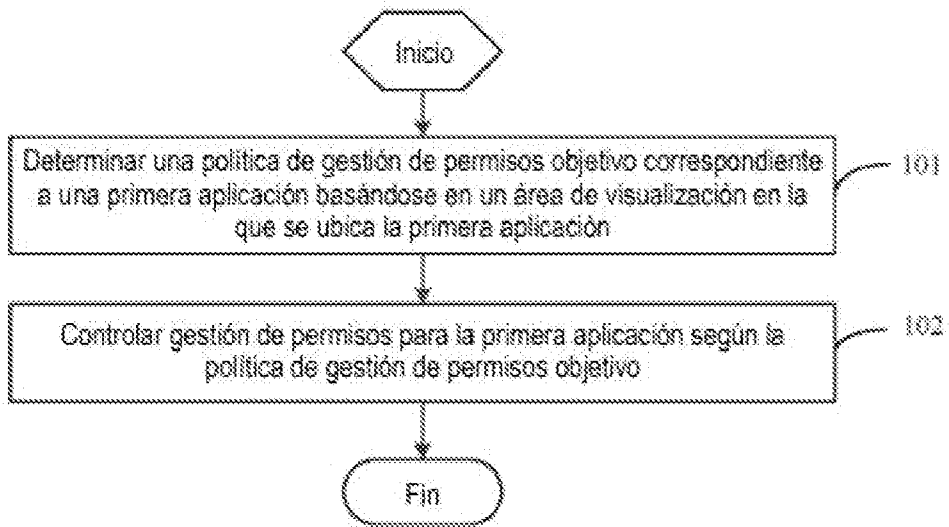 Inicio
Determinar una política de gestión de permisos objetivo correspondiente
a una primera aplicación basándose en un área de visualización en la
que se ubica la primera aplicación
101
Controlar gestión de permisos para la primera aplicación según la
política de gestión de permisos objetivo
102
Fin